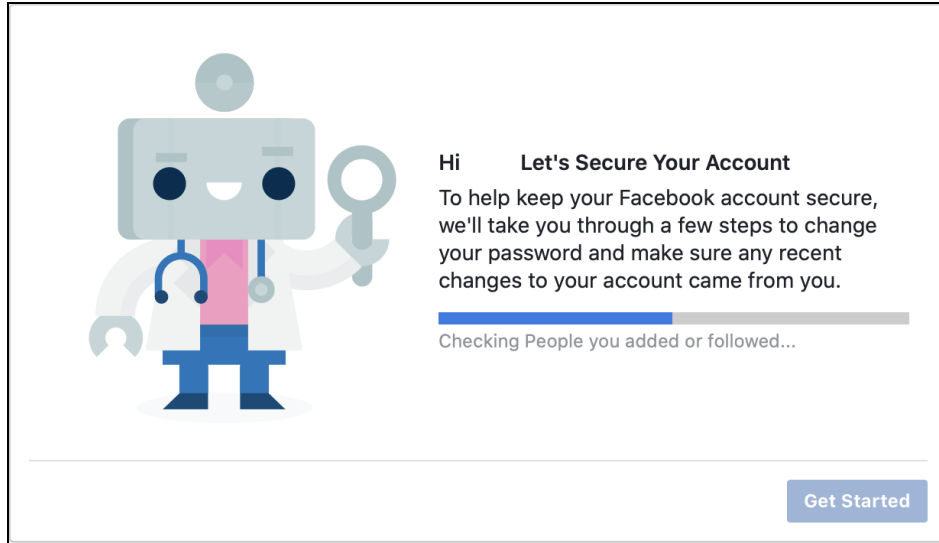 Hi Let's Secure Your Account
To help keep your Facebook account secure,
we'll take you through a few steps to change
your password and make sure any recent
changes to your account came from you.
Checking People you added or followed...
Get Started